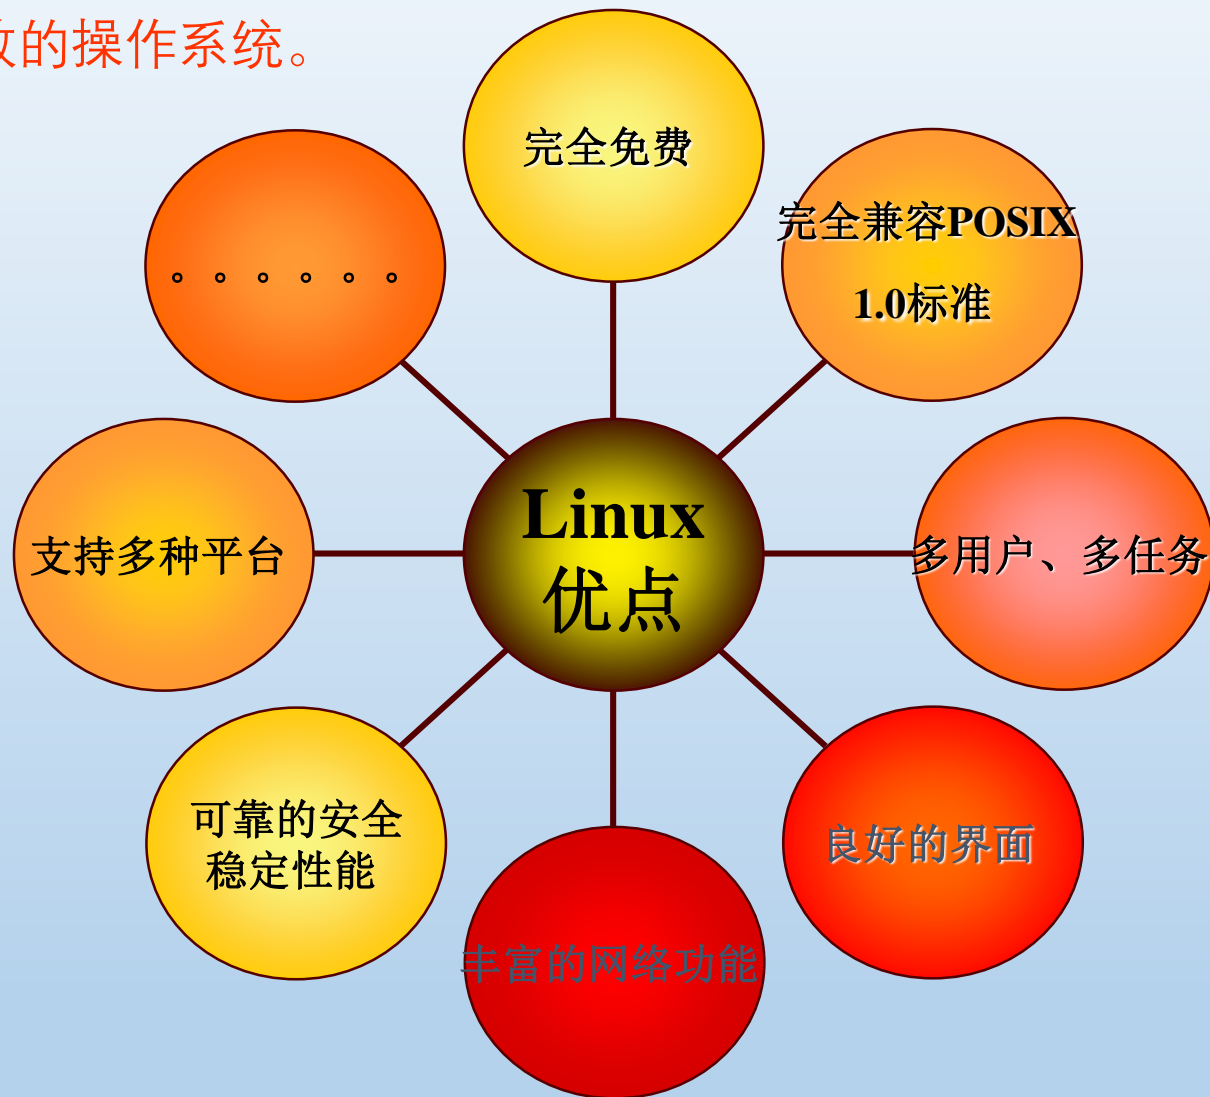 的操作系统。
完全免费
完全兼容POSIX
1.0标准
。。。。。。
Linux
优点
支持多种平台
多用户、多任务
可靠的安全
稳定性能
良好的界面
丰富的网络功能